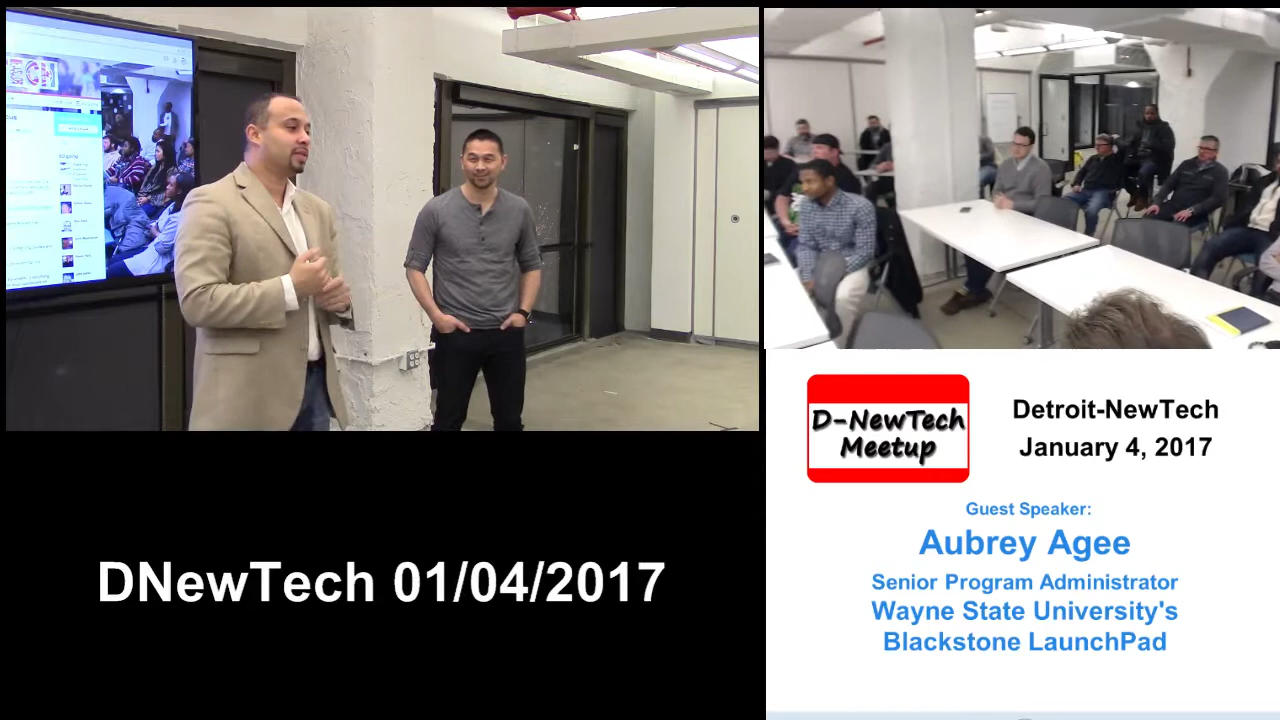 DNewTech 01/04/2017
D-NewTech
Meetup
Detroit-NewTech
January 4, 2017
Guest Speaker:
Aubrey Agee
Senior Program Administrator
Wayne State University's
Blackstone LaunchPad